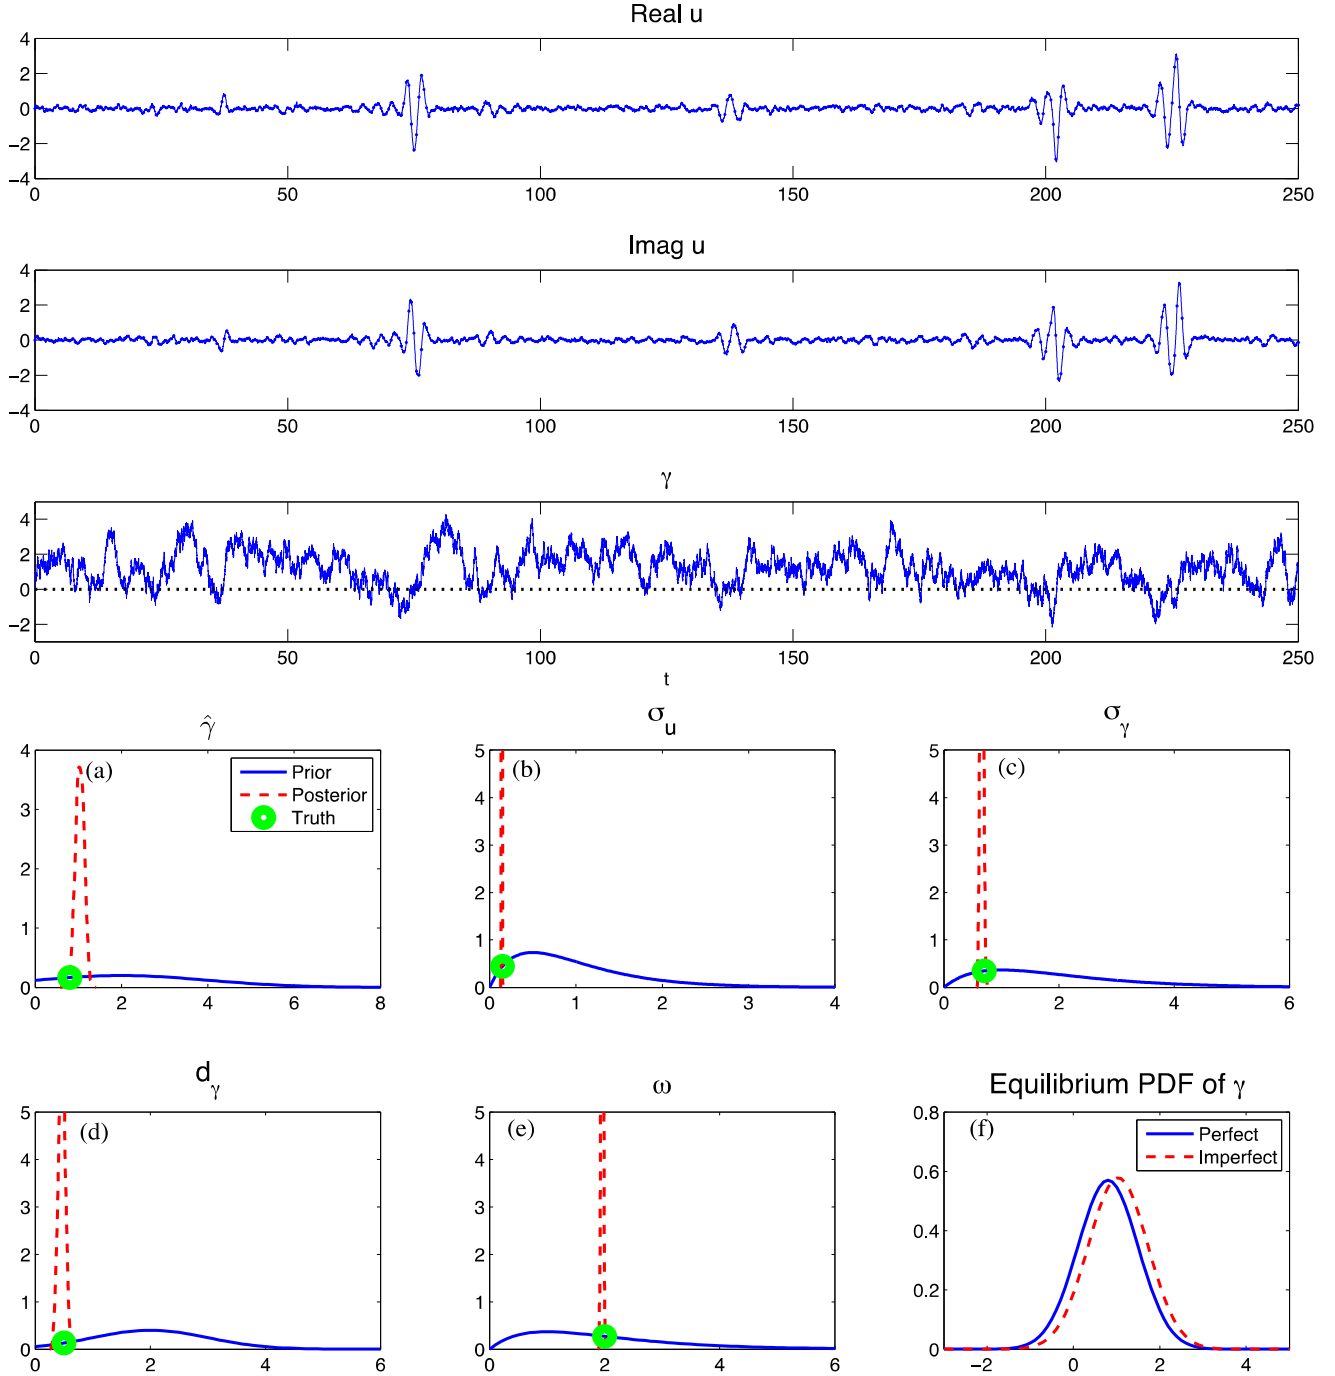 Real u
4
2
0
−2
−4
0 50 100 150 200 250
Imag u
4
2
0
−2
−4
0 50 100 150 200 250
γ
4
2
0
−2
0 50 100 150 200 250
t
γ̂
4
3
2
1
0
0 2 4 6 8
(a)
Prior
Posterior
Truth
σ_u
5
4
3
2
1
0
0 1 2 3 4
(b)
σ_γ
5
4
3
2
1
0
0 2 4 6
(c)
d_γ
5
4
3
2
1
0
0 2 4 6
(d)
ω
5
4
3
2
1
0
0 2 4 6
(e)
Equilibrium PDF of γ
0.8
0.6
0.4
0.2
0
−2 0 2 4
(f)
Perfect
Imperfect